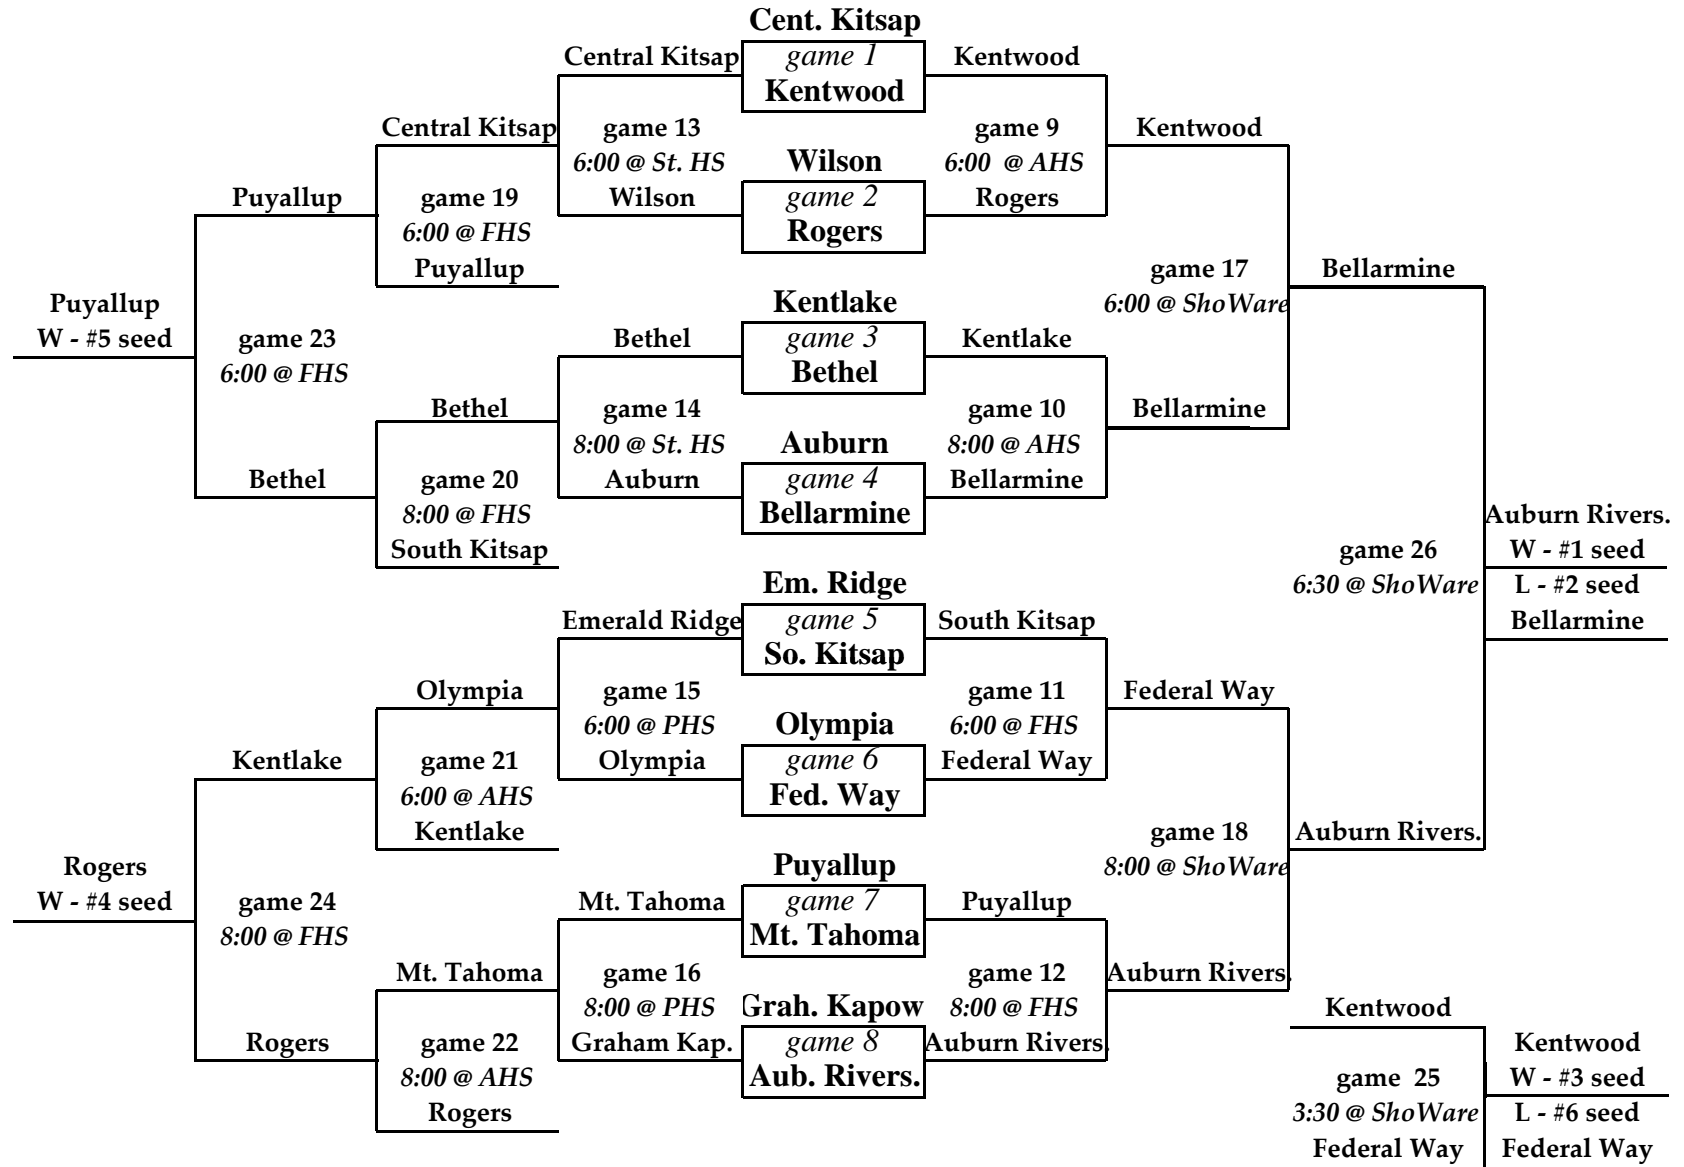 Cent. Kitsap
Central Kitsap game 1 Kentwood
Kentwood
Central Kitsap game 13 game 9 Kentwood
6:00 @ St. HS Wilson 6:00 @ AHS
Puyallup game 19 Wilson game 2 Rogers
6:00 @ FHS Rogers
Puyallup game 17 Bellarmine
Puyallup Kentlake 6:00 @ ShoWare
W - #5 seed game 23 Bethel game 3 Kentlake
6:00 @ FHS Bethel
Bethel game 14 game 10 Bellarmine
8:00 @ St. HS Auburn 8:00 @ AHS
Bethel game 20 Auburn game 4 Bellarmine
8:00 @ FHS Bellarmine Auburn Rivers.
South Kitsap game 26 W - #1 seed
Em. Ridge 6:30 @ ShoWare L - #2 seed
Emerald Ridge game 5 South Kitsap Bellarmine
So. Kitsap
Olympia game 15 game 11 Federal Way
6:00 @ PHS Olympia 6:00 @ FHS
Kentlake game 21 Olympia game 6 Federal Way
6:00 @ AHS Fed. Way
Kentlake game 18 Auburn Rivers.
Rogers Puyallup 8:00 @ ShoWare
W - #4 seed game 24 Mt. Tahoma game 7 Puyallup
8:00 @ FHS Mt. Tahoma
Mt. Tahoma game 16 game 12 Auburn Rivers.
8:00 @ PHS Grah. Kapow 8:00 @ FHS Kentwood
Rogers game 22 Graham Kap. game 8 Auburn Rivers. Kentwood
8:00 @ AHS Aub. Rivers. game 25 W - #3 seed
Rogers 3:30 @ ShoWare L - #6 seed
Federal Way Federal Way